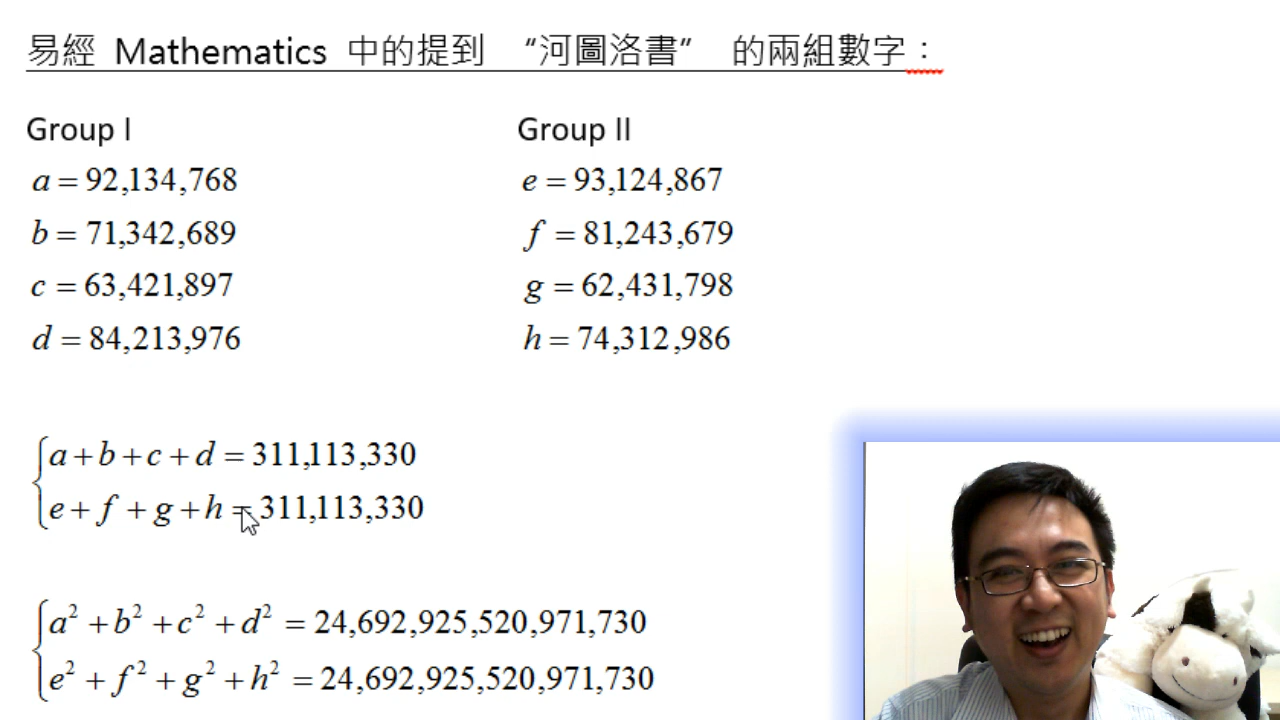 易經 Mathematics 中的提到 “河圖洛書” 的兩組數字：
Group I
a = 92,134,768
b = 71,342,689
c = 63,421,897
d = 84,213,976
Group II
e = 93,124,867
f = 81,243,679
g = 62,431,798
h = 74,312,986
a + b + c + d = 311,113,330
e + f + g + h = 311,113,330
a² + b² + c² + d² = 24,692,925,520,971,730
e² + f² + g² + h² = 24,692,925,520,971,730